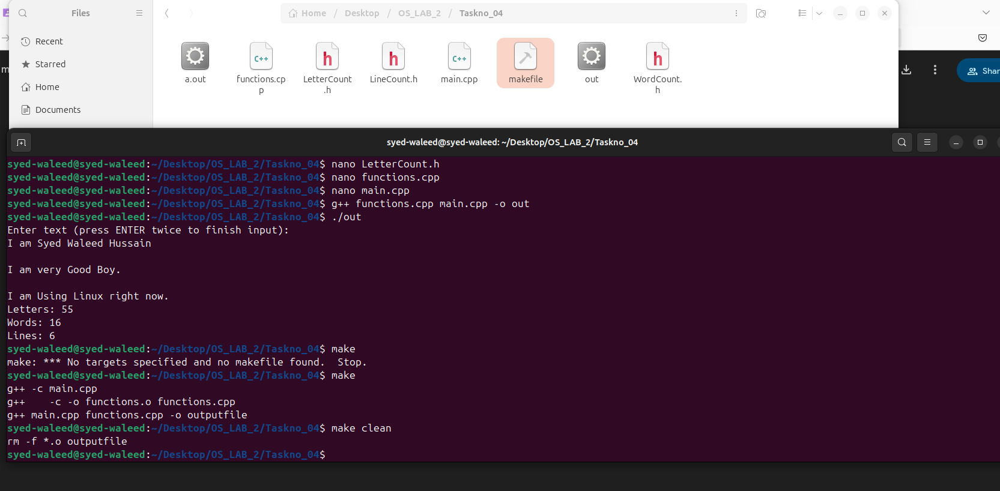 Files
Home / Desktop / OS_LAB_2 / Taskno_04
Recent
Starred
Home
Documents
a.out
functions.cp
p
LetterCount
.h
LineCount.h
main.cpp
makefile
out
WordCount.
h
C++
h
h
C++
h
m
Shar
syed-waleed@syed-waleed: ~/Desktop/OS_LAB_2/Taskno_04
syed-waleed@syed-waleed:~/Desktop/OS_LAB_2/Taskno_04$ nano LetterCount.h
syed-waleed@syed-waleed:~/Desktop/OS_LAB_2/Taskno_04$ nano functions.cpp
syed-waleed@syed-waleed:~/Desktop/OS_LAB_2/Taskno_04$ nano main.cpp
syed-waleed@syed-waleed:~/Desktop/OS_LAB_2/Taskno_04$ g++ functions.cpp main.cpp -o out
syed-waleed@syed-waleed:~/Desktop/OS_LAB_2/Taskno_04$ ./out
Enter text (press ENTER twice to finish input):
I am Syed Waleed Hussain
I am very Good Boy.
I am Using Linux right now.
Letters: 55
Words: 16
Lines: 6
syed-waleed@syed-waleed:~/Desktop/OS_LAB_2/Taskno_04$ make
make: *** No targets specified and no makefile found.  Stop.
syed-waleed@syed-waleed:~/Desktop/OS_LAB_2/Taskno_04$ make
g++ -c main.cpp
g++    -c -o functions.o functions.cpp
g++ main.cpp functions.cpp -o outputfile
syed-waleed@syed-waleed:~/Desktop/OS_LAB_2/Taskno_04$ make clean
rm -f *.o outputfile
syed-waleed@syed-waleed:~/Desktop/OS_LAB_2/Taskno_04$